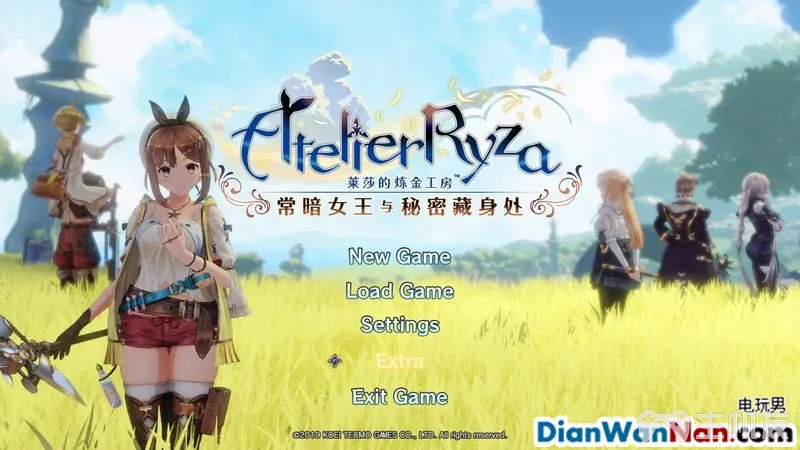 Atelier Ryza
莱莎的炼金工房™
常暗女王与秘密藏身处
New Game
Load Game
Settings
Extra
Exit Game
©2019 KOEI TECMO GAMES CO., LTD. All rights reserved.
电玩男
DianWanNan.com